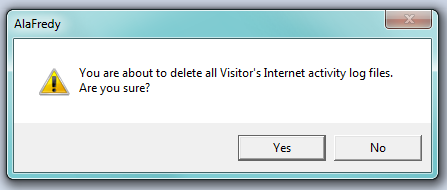 AlaFredy
You are about to delete all Visitor's Internet activity log files.
Are you sure?
Yes
No